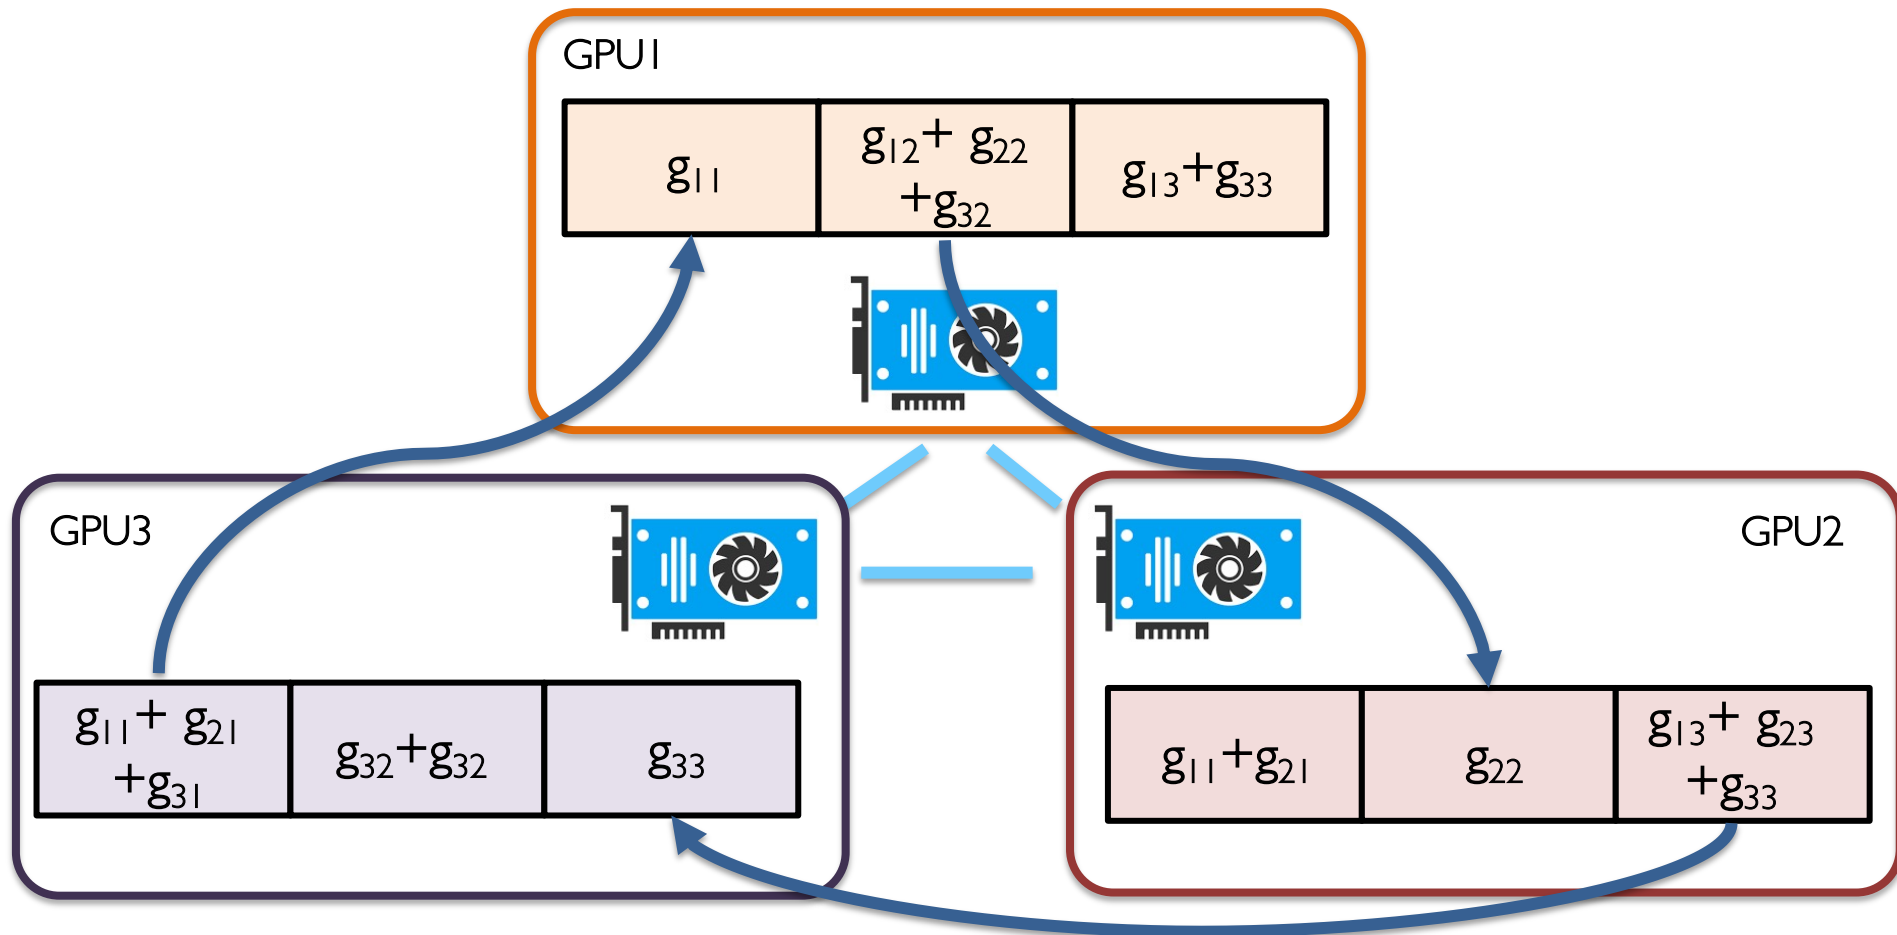 GPU1
g₁₁
g₁₂+ g₂₂
+g₃₂
g₁₃+g₃₃
GPU3
GPU2
g₁₁+ g₂₁
+g₃₁
g₃₂+g₃₂
g₃₃
g₁₁+g₂₁
g₂₂
g₁₃+ g₂₃
+g₃₃